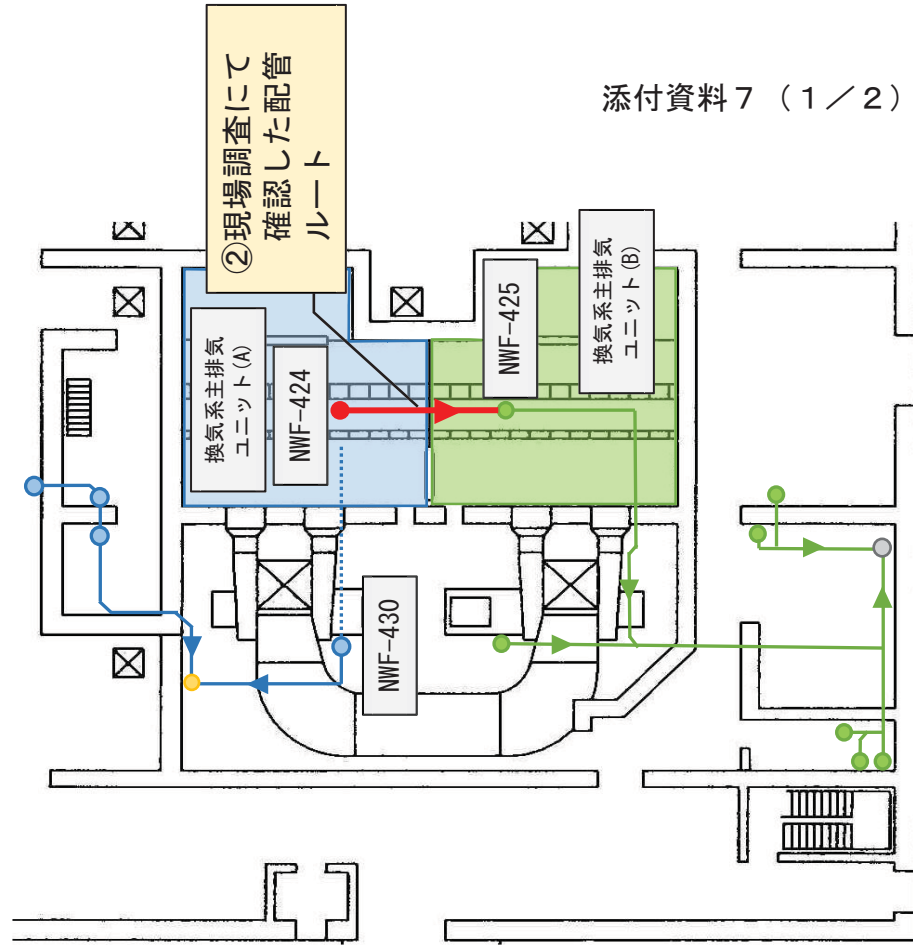 添付資料7 （1／2）
②現場調査にて
確認した配管
ルート
換気系主排気
ユニット(A)
NWF-424
NWF-425
換気系主排気
ユニット(B)
NWF-430